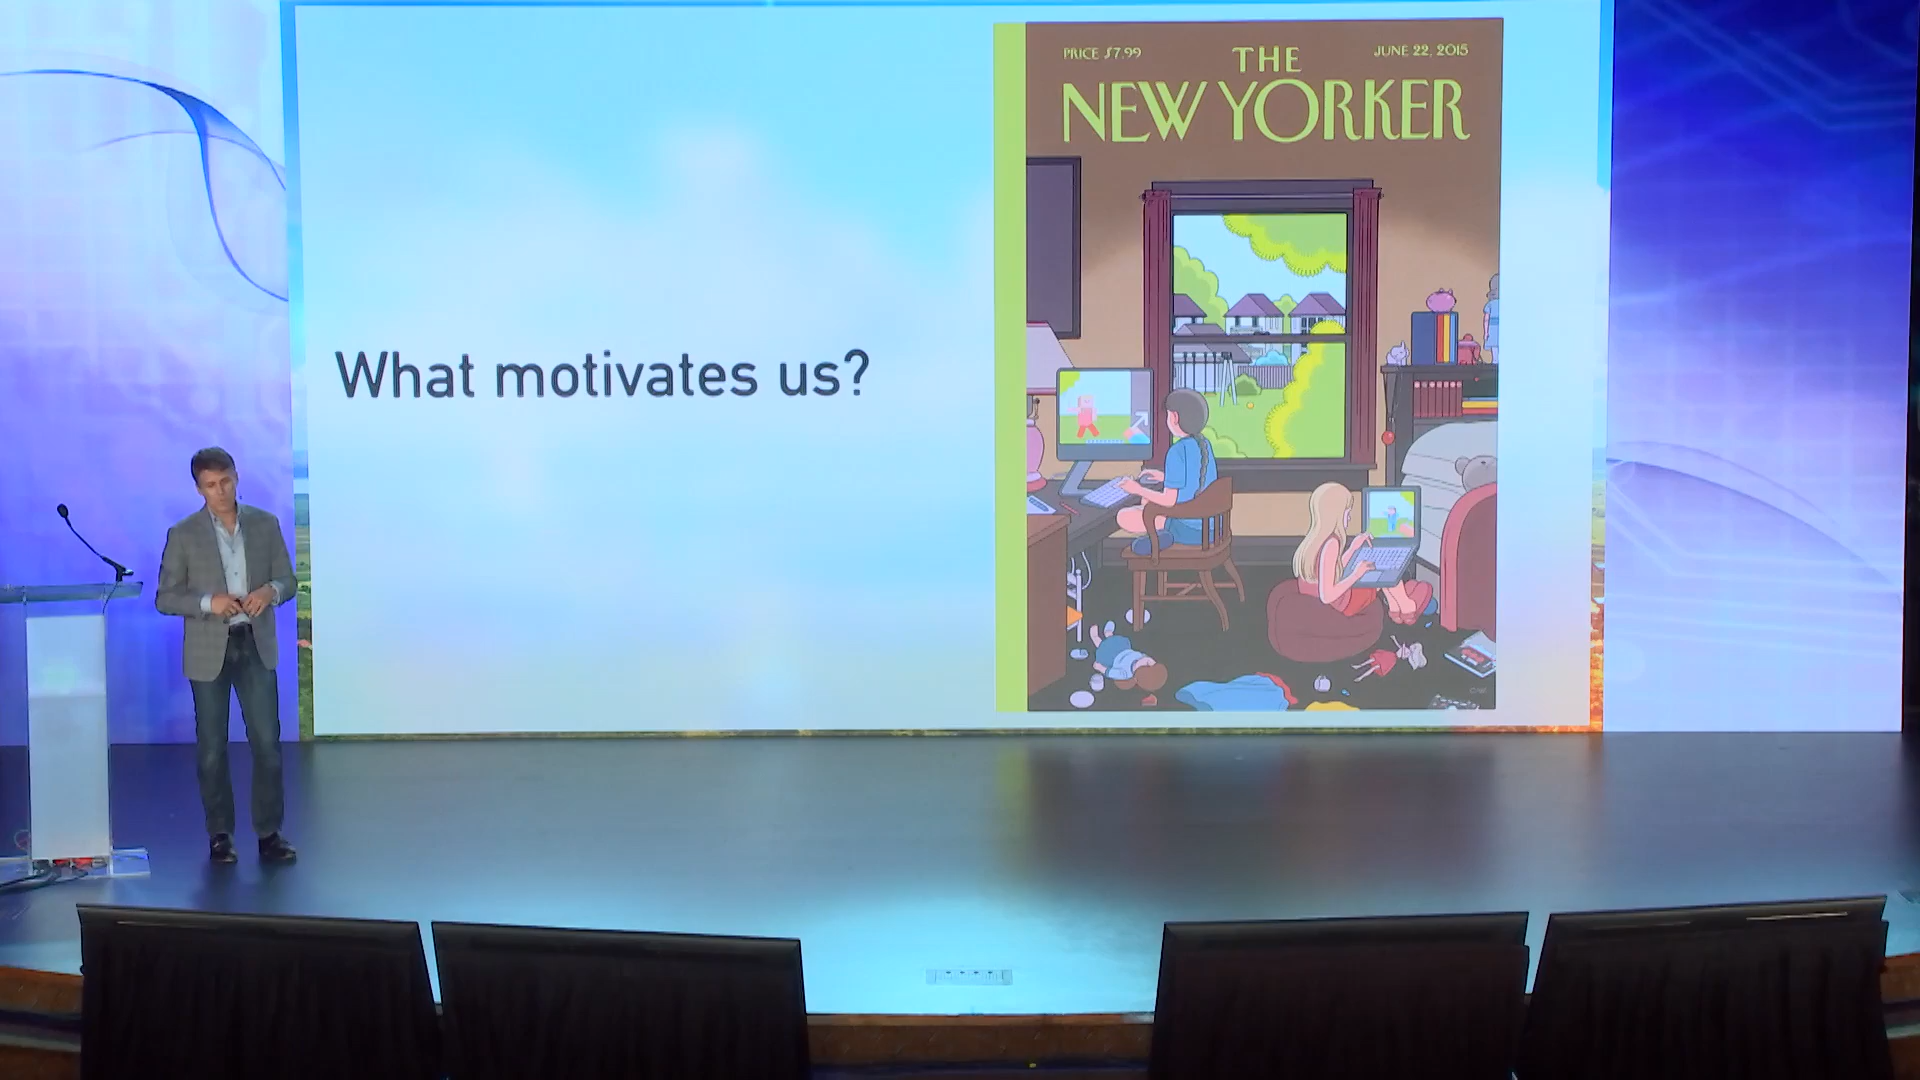 What motivates us?
PRICE $7.99
JUNE 22, 2015
THE
NEW YORKER